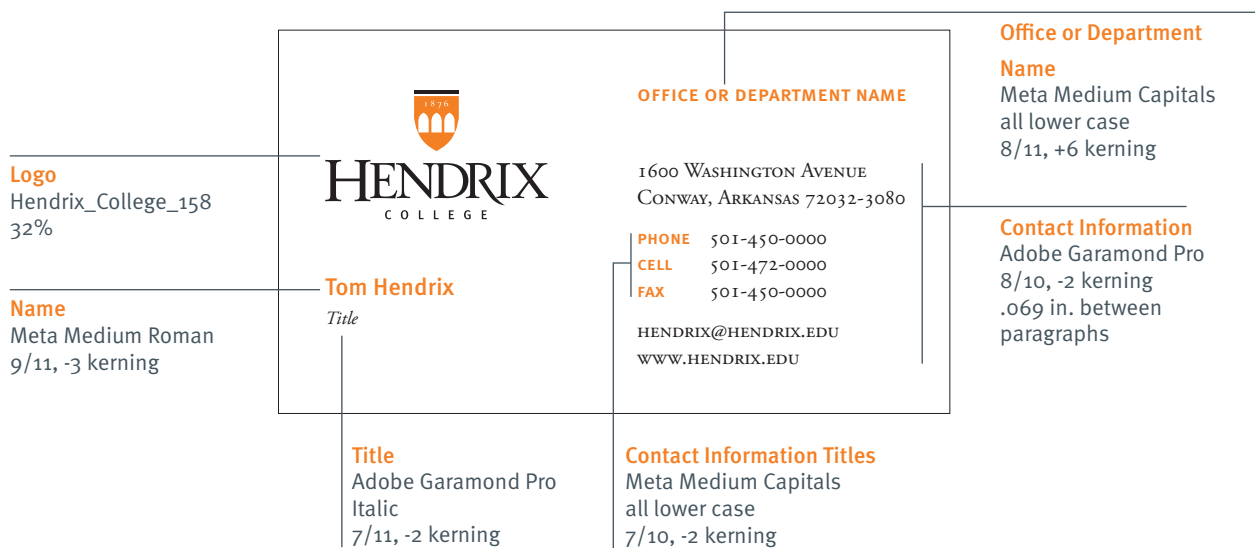 Office or Department
Name
Meta Medium Capitals
all lower case
8/11, +6 kerning
Logo
Hendrix_College_158
32%
1876
HENDRIX
COLLEGE
OFFICE OR DEPARTMENT NAME
1600 Washington Avenue
Conway, Arkansas 72032-3080
PHONE 501-450-0000
CELL 501-472-0000
FAX 501-450-0000
HENDRIX@HENDRIX.EDU
WWW.HENDRIX.EDU
Contact Information
Adobe Garamond Pro
8/10, -2 kerning
.069 in. between
paragraphs
Name
Meta Medium Roman
9/11, -3 kerning
Tom Hendrix
Title
Title
Adobe Garamond Pro
Italic
7/11, -2 kerning
Contact Information Titles
Meta Medium Capitals
all lower case
7/10, -2 kerning